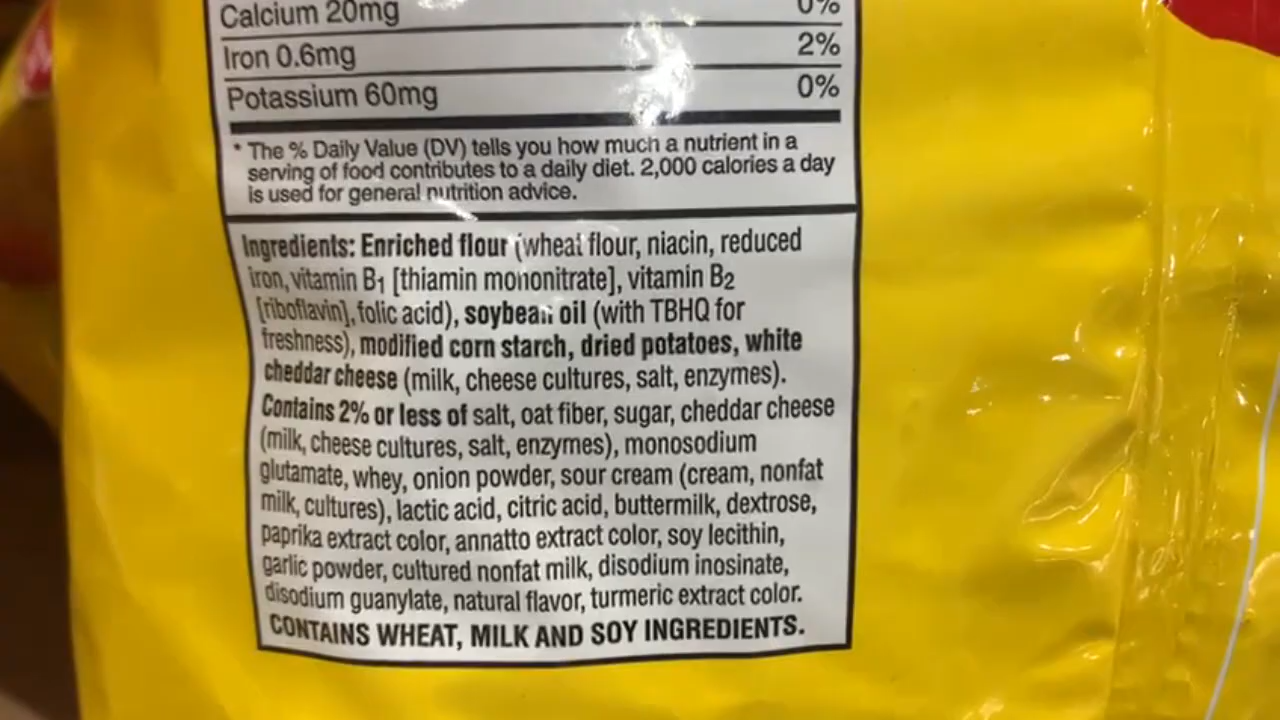 Calcium 20mg 0%
Iron 0.6mg 2%
Potassium 60mg 0%
* The % Daily Value (DV) tells you how much a nutrient in a
serving of food contributes to a daily diet. 2,000 calories a day
is used for general nutrition advice.
Ingredients: Enriched flour (wheat flour, niacin, reduced
iron, vitamin B1 [thiamin mononitrate], vitamin B2
[riboflavin], folic acid), soybean oil (with TBHQ for
freshness), modified corn starch, dried potatoes, white
cheddar cheese (milk, cheese cultures, salt, enzymes).
Contains 2% or less of salt, oat fiber, sugar, cheddar cheese
(milk, cheese cultures, salt, enzymes), monosodium
glutamate, whey, onion powder, sour cream (cream, nonfat
milk, cultures), lactic acid, citric acid, buttermilk, dextrose,
paprika extract color, annatto extract color, soy lecithin,
garlic powder, cultured nonfat milk, disodium inosinate,
disodium guanylate, natural flavor, turmeric extract color.
CONTAINS WHEAT, MILK AND SOY INGREDIENTS.